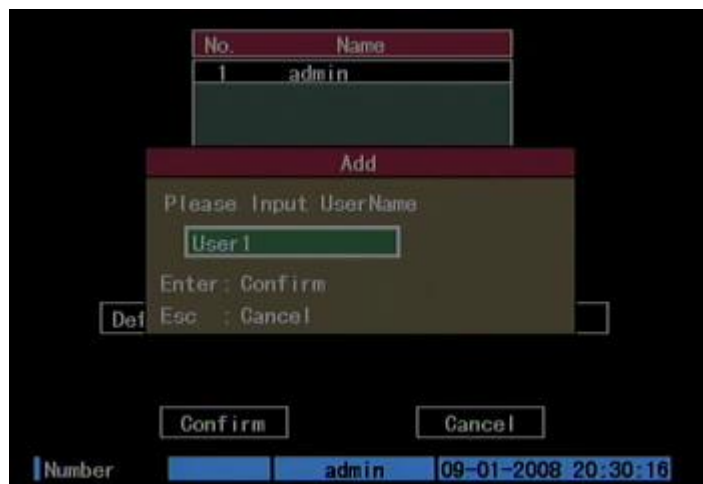 No. Name
1 admin
Add
Please Input UserName
User1
Enter: Confirm
Esc : Cancel
Def
Confirm Cancel
Number admin 09-01-2008 20:30:16